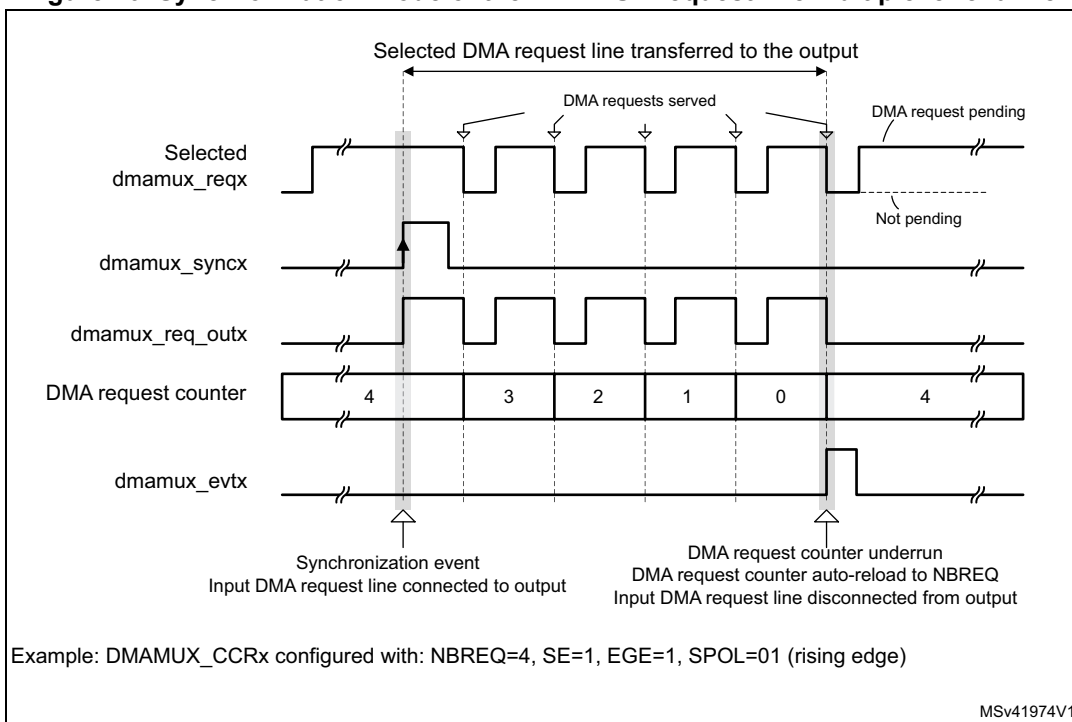 Selected DMA request line transferred to the output
DMA requests served
DMA request pending
Selected
dmamux_reqx
Not pending
dmamux_syncx
dmamux_req_outx
DMA request counter
4
3
2
1
0
4
dmamux_evtx
Synchronization event
Input DMA request line connected to output
DMA request counter underrun
DMA request counter auto-reload to NBREQ
Input DMA request line disconnected from output
Example: DMAMUX_CCRx configured with: NBREQ=4, SE=1, EGE=1, SPOL=01 (rising edge)
MSv41974V1